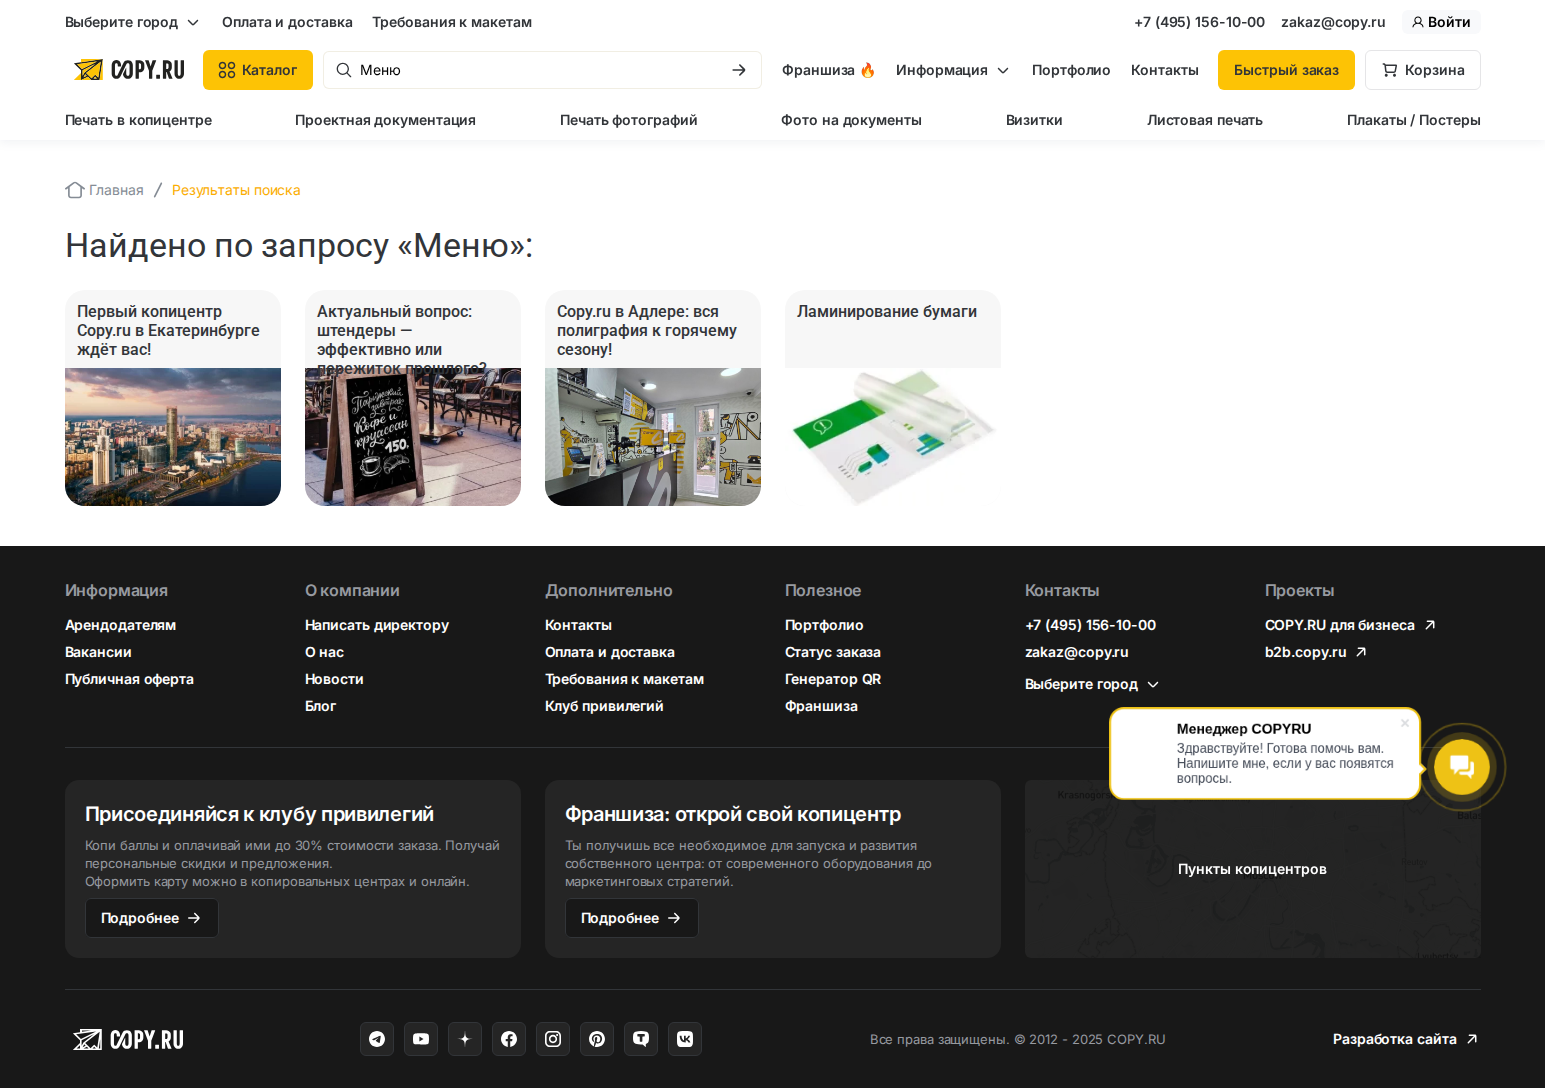 Выберите город
Оплата и доставка
Требования к макетам
+7 (495) 156-10-00
zakaz@copy.ru
Войти
COPY.RU
Каталог
Меню
Франшиза 🔥
Информация
Портфолио
Контакты
Быстрый заказ
Корзина
Печать в копицентре
Проектная документация
Печать фотографий
Фото на документы
Визитки
Листовая печать
Плакаты / Постеры
Главная / Результаты поиска
Найдено по запросу «Меню»:
Первый копицентр
Copy.ru в Екатеринбурге
ждёт вас!
Актуальный вопрос:
штендеры —
эффективно или
пережиток прошлого?
Парижский
завтрак
Кофе и
круассан
150,
Copy.ru в Адлере: вся
полиграфия к горячему
сезону!
Ламинирование бумаги
Информация
Арендодателям
Вакансии
Публичная оферта
О компании
Написать директору
О нас
Новости
Блог
Дополнительно
Контакты
Оплата и доставка
Требования к макетам
Клуб привилегий
Полезное
Портфолио
Статус заказа
Генератор QR
Франшиза
Контакты
+7 (495) 156-10-00
zakaz@copy.ru
Выберите город
Проекты
COPY.RU для бизнеса
b2b.copy.ru
Менеджер COPYRU
Здравствуйте! Готова помочь вам.
Напишите мне, если у вас появятся
вопросы.
Присоединяйся к клубу привилегий
Копи баллы и оплачивай ими до 30% стоимости заказа. Получай
персональные скидки и предложения.
Оформить карту можно в копировальных центрах и онлайн.
Подробнее
Франшиза: открой свой копицентр
Ты получишь все необходимое для запуска и развития
собственного центра: от современного оборудования до
маркетинговых стратегий.
Подробнее
Пункты копицентров
COPY.RU
Все права защищены. © 2012 - 2025 COPY.RU
Разработка сайта